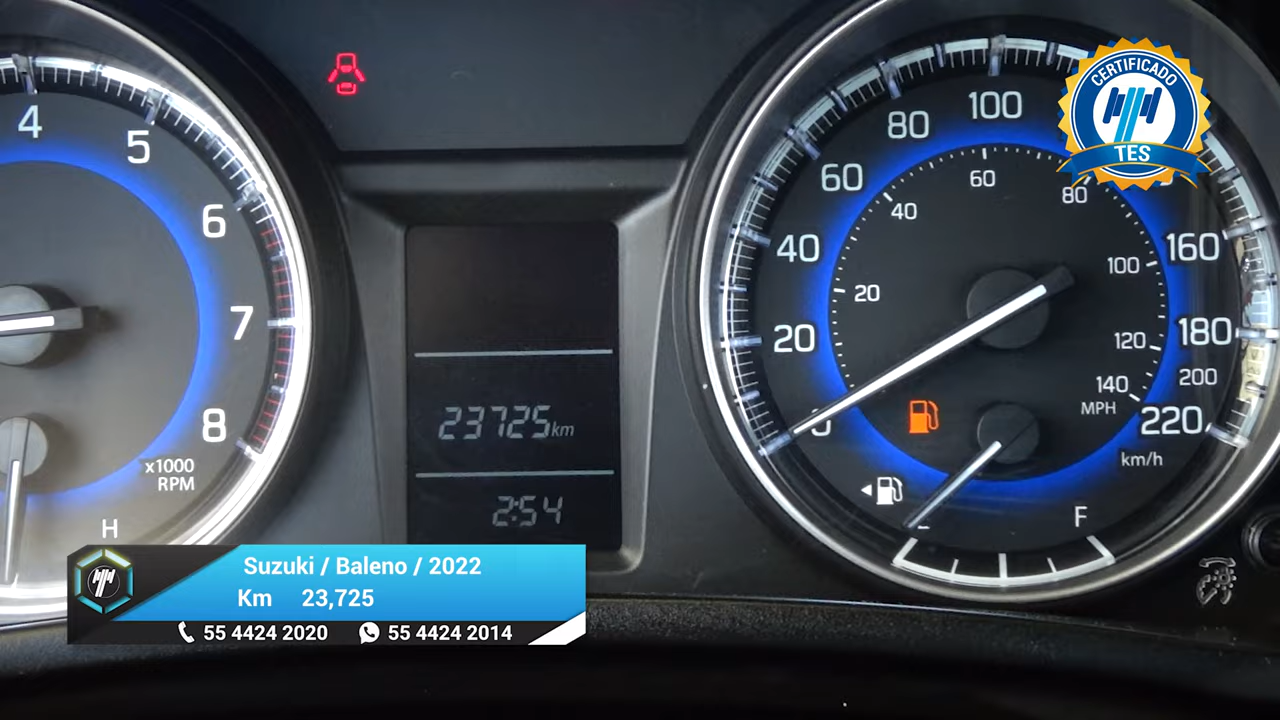 4
5
6
7
8
x1000
RPM
H
23725km
2:54
20
40
60
80
100
160
180
200
220
km/h
20
40
60
80
100
120
140
MPH
F
CERTIFICADO
TES
Suzuki / Baleno / 2022
Km 23,725
55 4424 2020 55 4424 2014